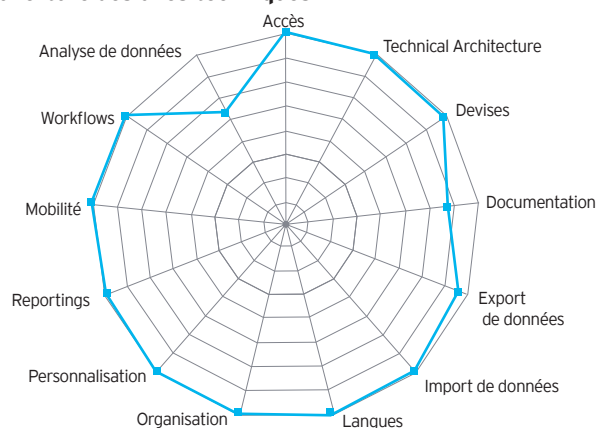 Accès
Technical Architecture
Devises
Documentation
Export
de données
Import de données
Langues
Organisation
Personnalisation
Reportings
Mobilité
Workflows
Analyse de données